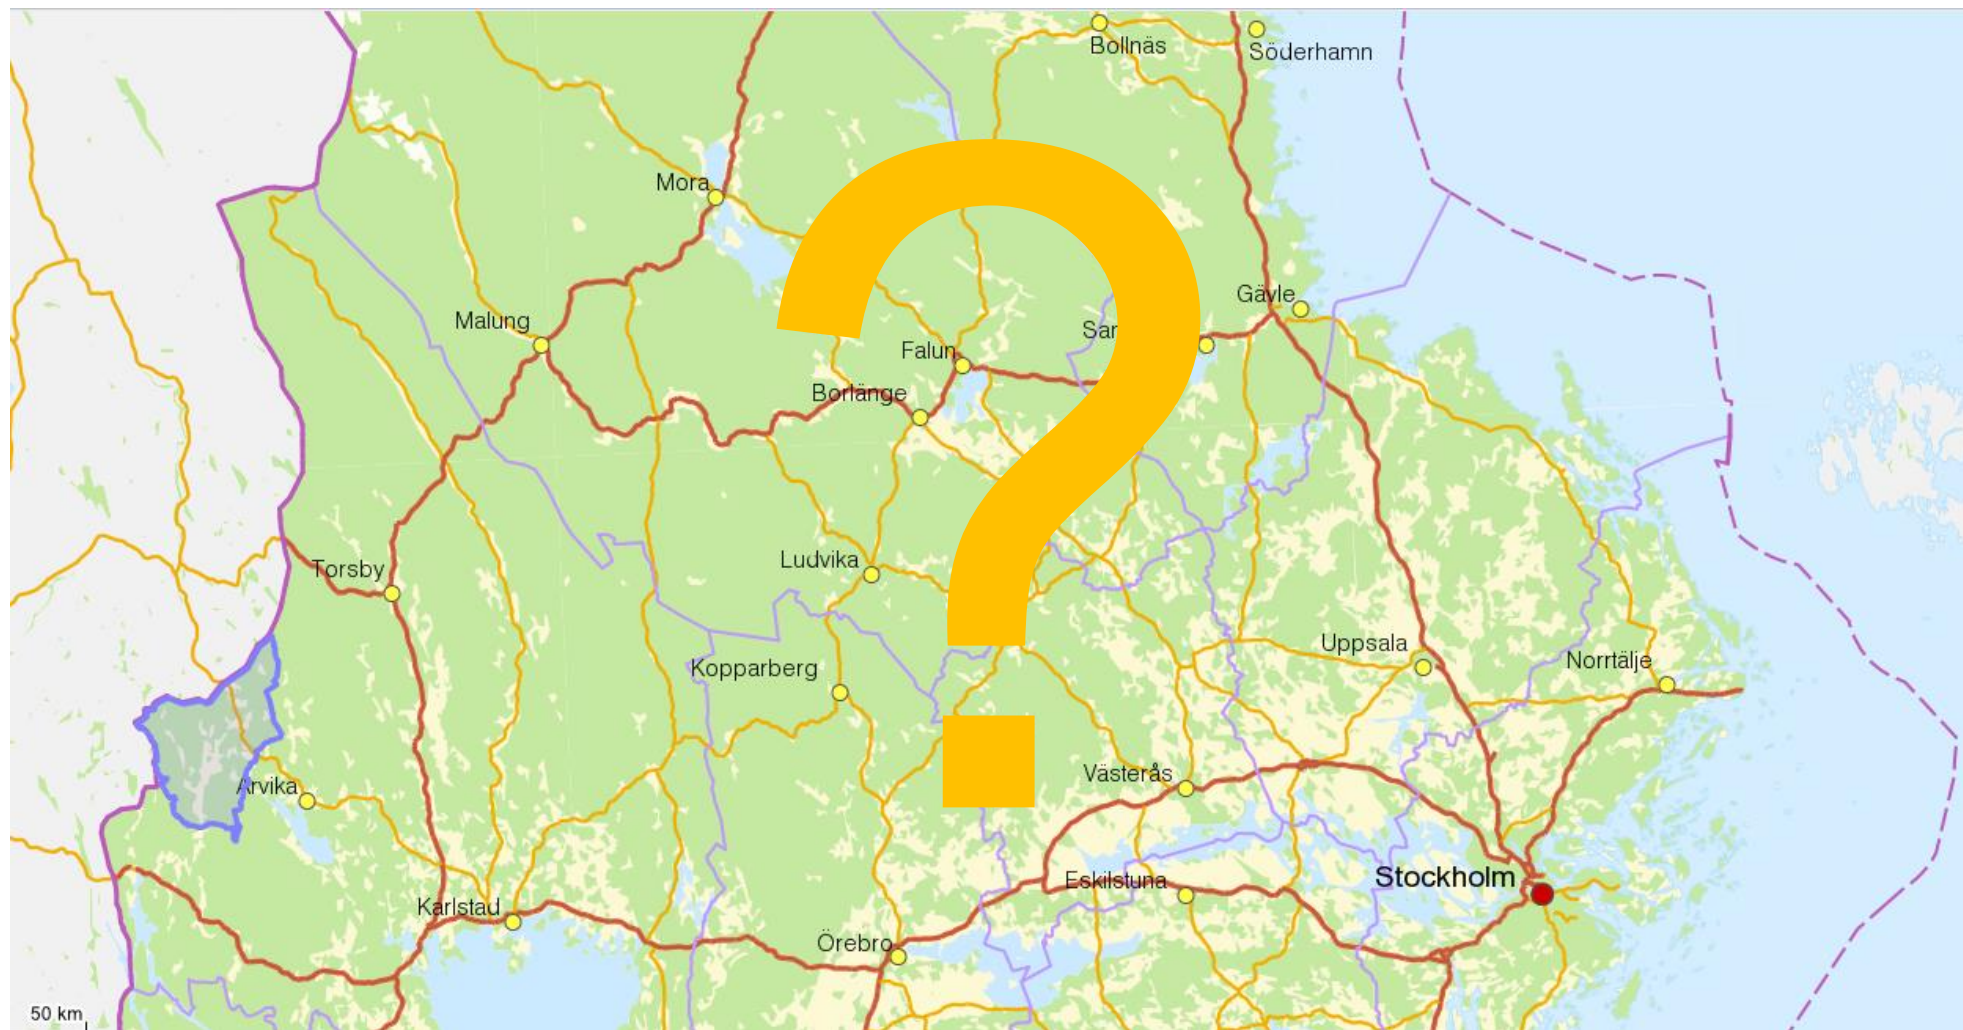 Bollnäs
Söderhamn
Mora
Gävle
Malung
Sar
Falun
Borlänge
Ludvika
Torsby
Uppsala
Norrtälje
Kopparberg
Västerås
Arvika
Stockholm
Eskilstuna
Karlstad
Örebro
50 km
?